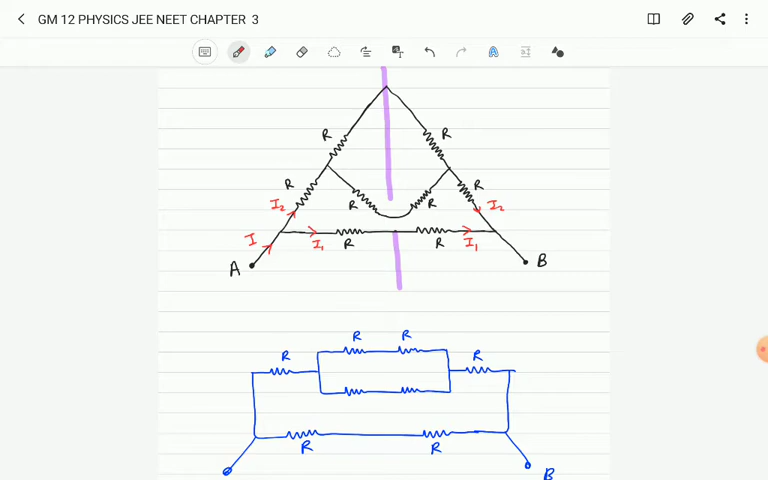 GM 12 PHYSICS JEE NEET CHAPTER 3
R R
R R
R R
I₂ I₂
I I₁ R R I₁
A B
R R
R R
R R
B